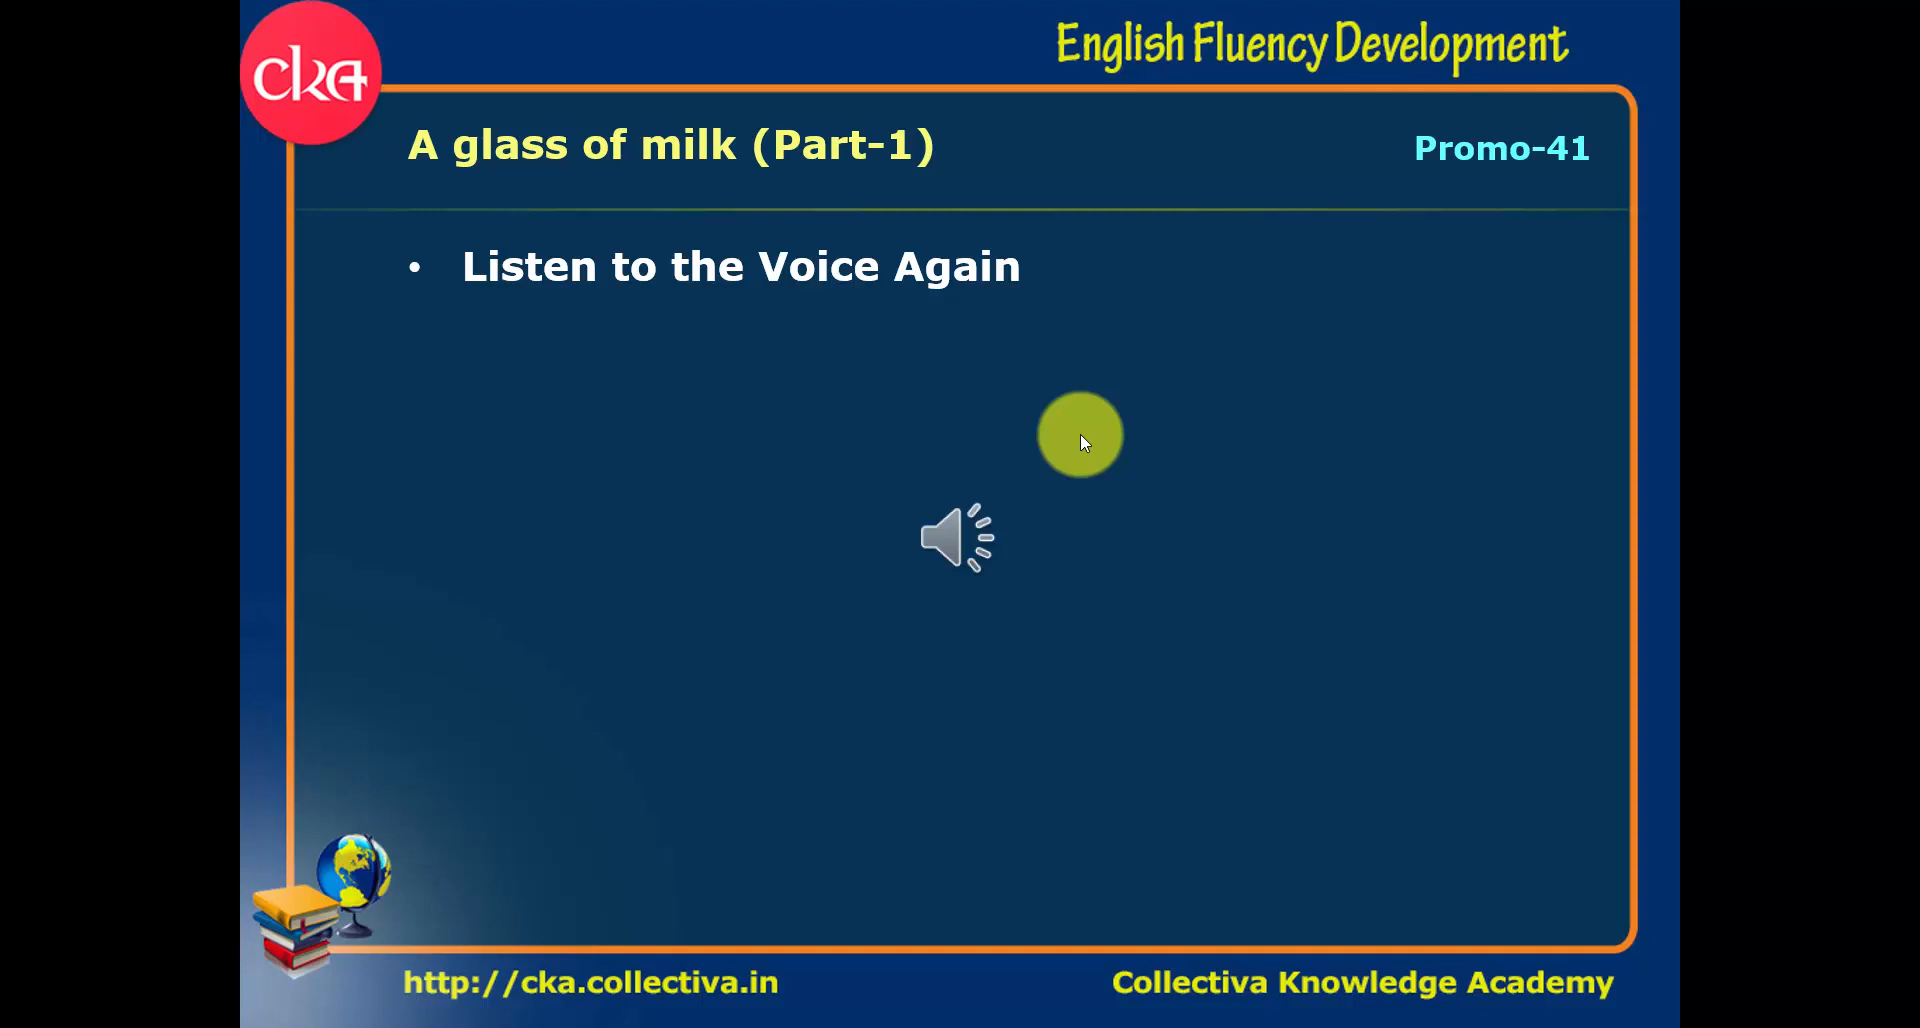 cka
English Fluency Development
A glass of milk (Part-1)
Promo-41
• Listen to the Voice Again
http://cka.collectiva.in
Collectiva Knowledge Academy